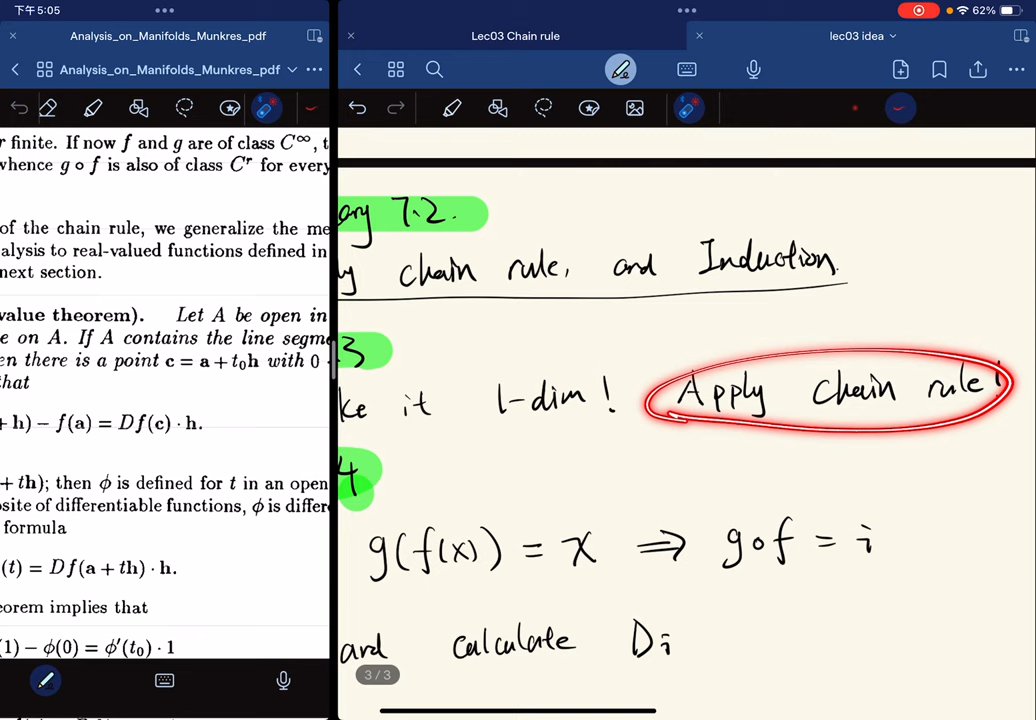 下午5:05
62%
Analysis_on_Manifolds_Munkres_pdf
Analysis_on_Manifolds_Munkres_pdf
r finite. If now f and g are of class C∞, t
whence g ∘ f is also of class Cʳ for every
of the chain rule, we generalize the me
alysis to real-valued functions defined in
next section.
value theorem). Let A be open in
e on A. If A contains the line segm
en there is a point c = a + t₀h with 0
that
+ h) − f(a) = Df(c) · h.
+ th); then ϕ is defined for t in an open
osite of differentiable functions, ϕ is differ
formula
(t) = Df(a + th) · h.
eorem implies that
(1) − ϕ(0) = ϕ′(t₀) · 1
Lec03 Chain rule
lec03 idea
ary 7.2.
ly chain rule, and Induction.
3
ke it 1-dim! Apply Chain rule!
4
g(f(x)) = x ⇒ g∘f = i
and calculate Di
3 / 3